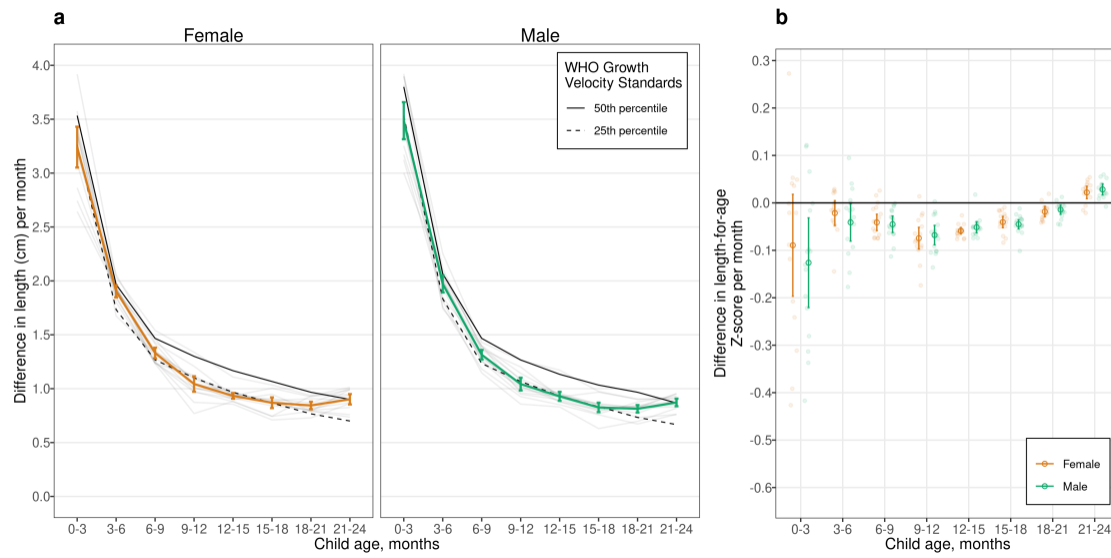 a
Female
Male
Difference in length (cm) per month
4.0
3.5
3.0
2.5
2.0
1.5
1.0
0.5
0.0
WHO Growth
Velocity Standards
50th percentile
25th percentile
0-3 3-6 6-9 9-12 12-15 15-18 18-21 21-24
0-3 3-6 6-9 9-12 12-15 15-18 18-21 21-24
Child age, months
b
Difference in length-for-age
Z-score per month
0.3
0.2
0.1
0.0
-0.1
-0.2
-0.3
-0.4
-0.5
-0.6
Female
Male
0-3 3-6 6-9 9-12 12-15 15-18 18-21 21-24
Child age, months